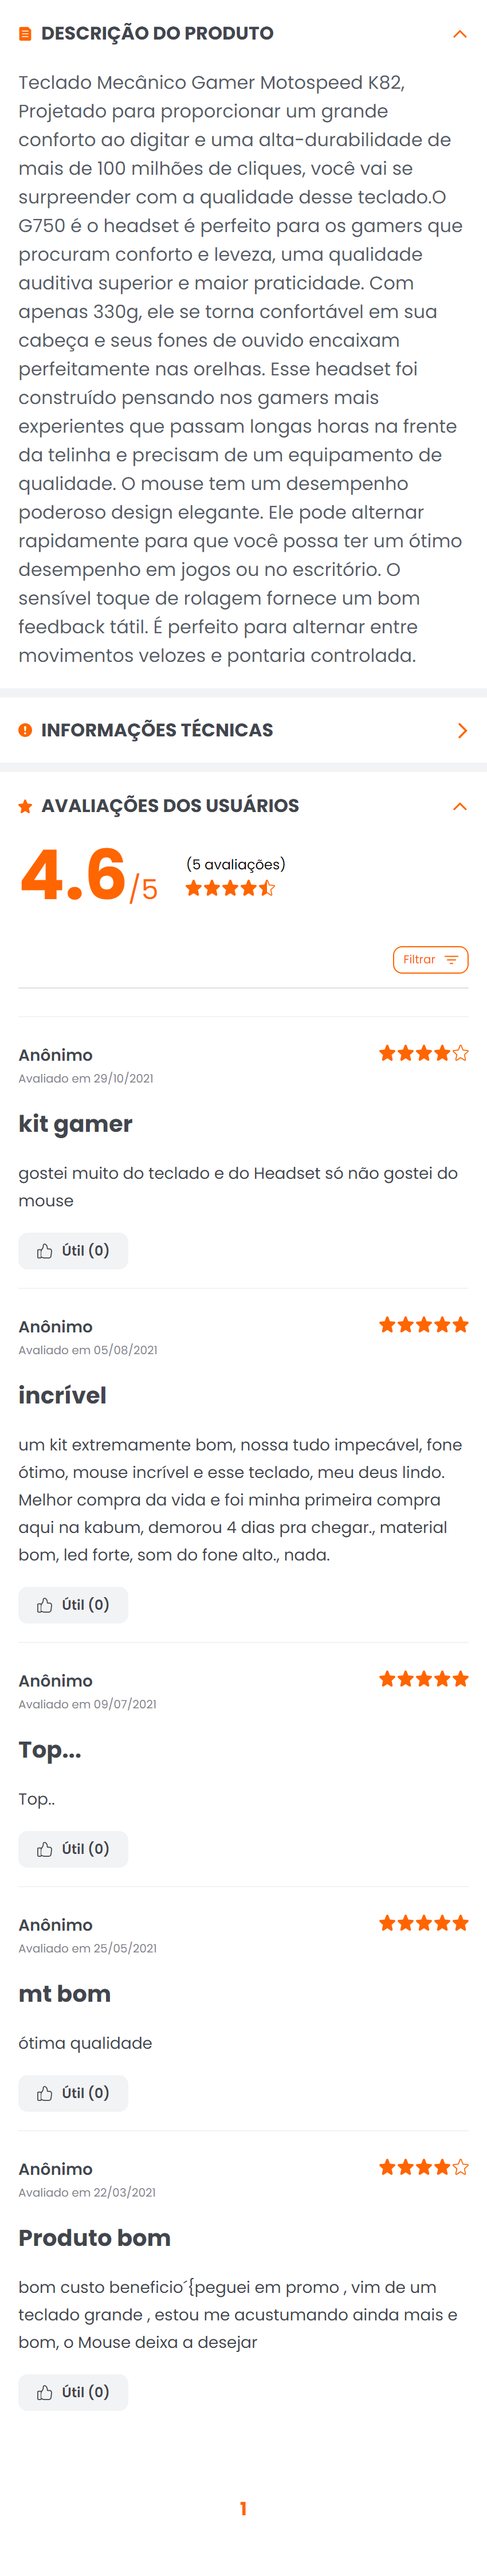 DESCRIÇÃO DO PRODUTO
Teclado Mecânico Gamer Motospeed K82,
Projetado para proporcionar um grande
conforto ao digitar e uma alta-durabilidade de
mais de 100 milhões de cliques, você vai se
surpreender com a qualidade desse teclado.O
G750 é o headset é perfeito para os gamers que
procuram conforto e leveza, uma qualidade
auditiva superior e maior praticidade. Com
apenas 330g, ele se torna confortável em sua
cabeça e seus fones de ouvido encaixam
perfeitamente nas orelhas. Esse headset foi
construído pensando nos gamers mais
experientes que passam longas horas na frente
da telinha e precisam de um equipamento de
qualidade. O mouse tem um desempenho
poderoso design elegante. Ele pode alternar
rapidamente para que você possa ter um ótimo
desempenho em jogos ou no escritório. O
sensível toque de rolagem fornece um bom
feedback tátil. É perfeito para alternar entre
movimentos velozes e pontaria controlada.
INFORMAÇÕES TÉCNICAS
AVALIAÇÕES DOS USUÁRIOS
4.6/5
(5 avaliações)
Filtrar
Anônimo
Avaliado em 29/10/2021
kit gamer
gostei muito do teclado e do Headset só não gostei do
mouse
Útil (0)
Anônimo
Avaliado em 05/08/2021
incrível
um kit extremamente bom, nossa tudo impecável, fone
ótimo, mouse incrível e esse teclado, meu deus lindo.
Melhor compra da vida e foi minha primeira compra
aqui na kabum, demorou 4 dias pra chegar., material
bom, led forte, som do fone alto., nada.
Útil (0)
Anônimo
Avaliado em 09/07/2021
Top...
Top..
Útil (0)
Anônimo
Avaliado em 25/05/2021
mt bom
ótima qualidade
Útil (0)
Anônimo
Avaliado em 22/03/2021
Produto bom
bom custo beneficio´{peguei em promo , vim de um
teclado grande , estou me acustumando ainda mais e
bom, o Mouse deixa a desejar
Útil (0)
1